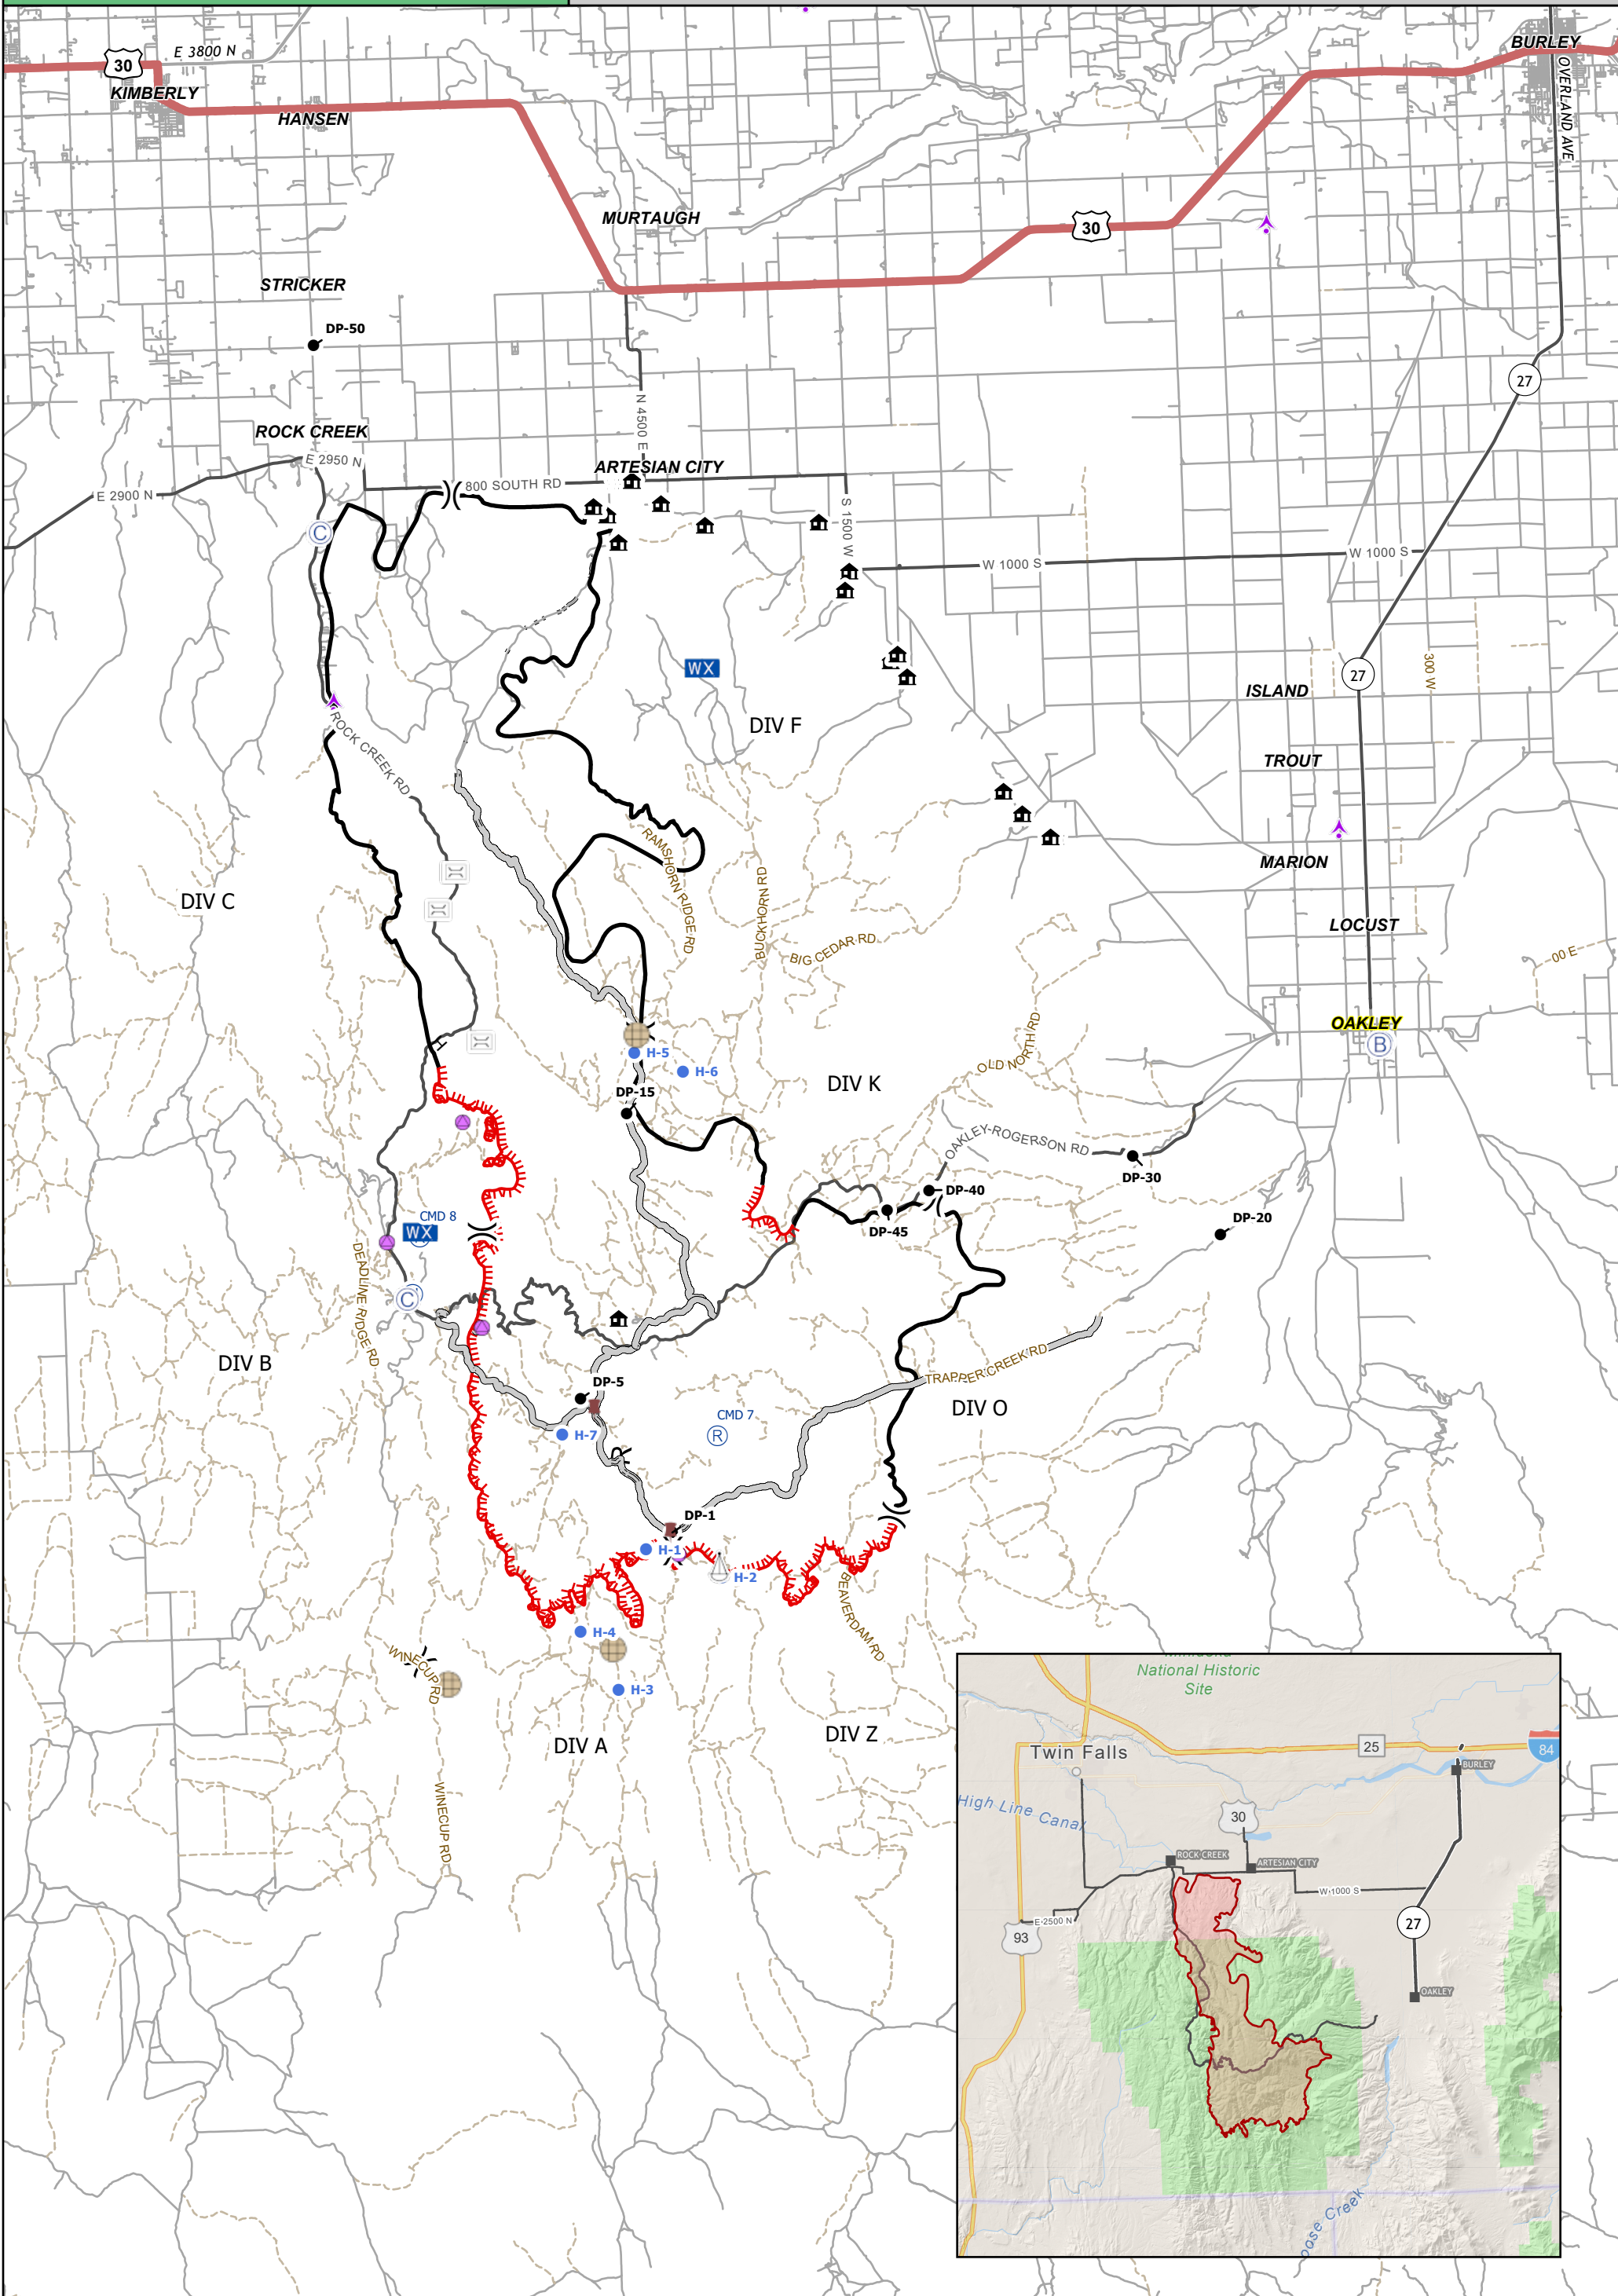 BURLEY
E 3800 N
30
KIMBERLY
HANSEN
OVERLAND AVE
MURTAUGH
30
STRICKER
DP-50
27
N 4500 E
ROCK CREEK
E 2950 N
ARTESIAN CITY
800 SOUTH RD
E 2900 N
S 1500 W
C
W 1000 S
W 1000 S
WX
300 W
27
ISLAND
DIV F
ROCK CREEK RD
TROUT
MARION
RAMSHORN RIDGE RD
BUCKHORN RD
DIV C
LOCUST
BIG CEDAR RD
00 E
OAKLEY
B
H-5
H-6
OLD NORTH RD
DIV K
DP-15
OAKLEY-ROGERSON RD
DP-30
DP-40
CMD 8
WX
DP-45
DP-20
DEADLINE RIDGE RD
C
DIV B
TRAPPER CREEK RD
DP-5
DIV O
CMD 7
R
H-7
DP-1
H-1
H-2
BEAVERDAM RD
H-4
WINECUP RD
H-3
DIV A
DIV Z
WINECUP RD
National Historic
Site
Twin Falls
25
84
BURLEY
High Line Canal
30
ROCK CREEK
ARTESIAN CITY
W 1000 S
E 2500 N
93
27
OAKLEY
oose Creek